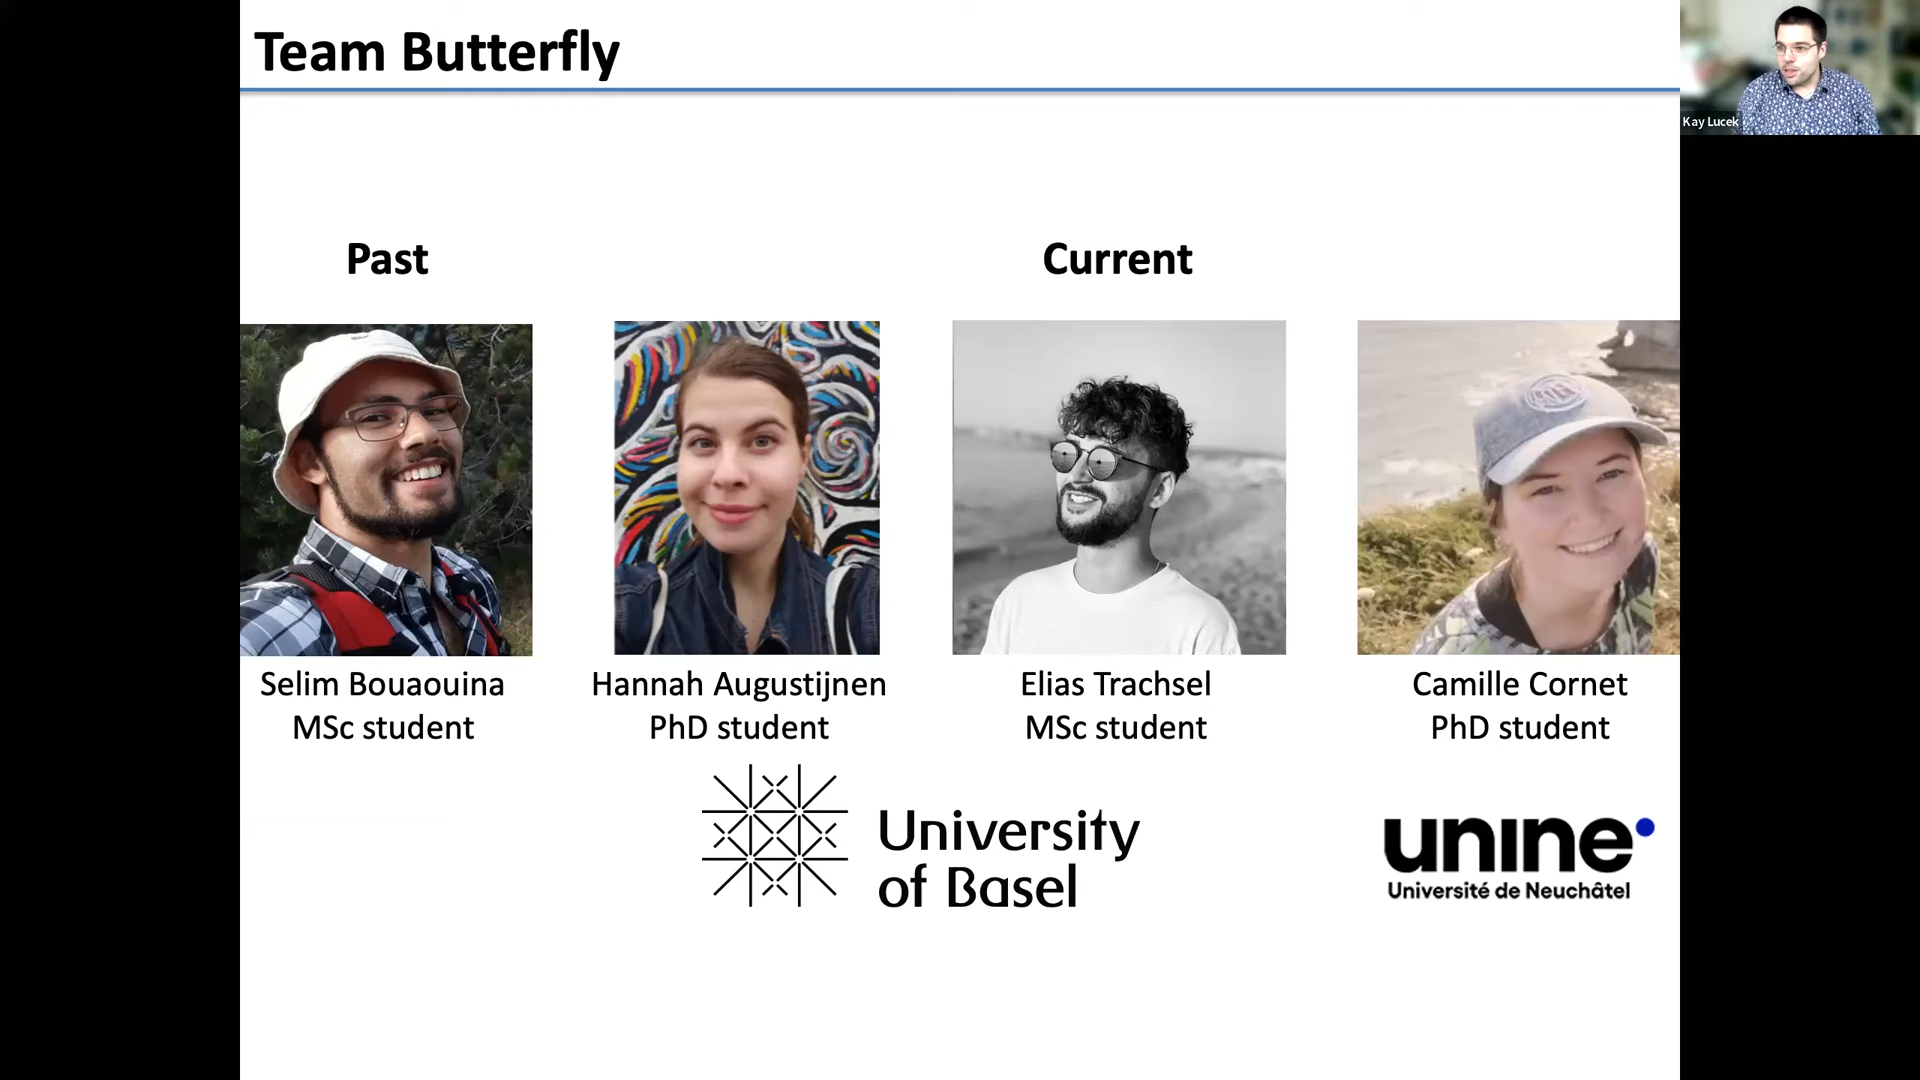 Team Butterfly
Kay Lucek
Past
Current
Selim Bouaouina
MSc student
Hannah Augustijnen
PhD student
Elias Trachsel
MSc student
Camille Cornet
PhD student
University
of Basel
unine
Université de Neuchâtel